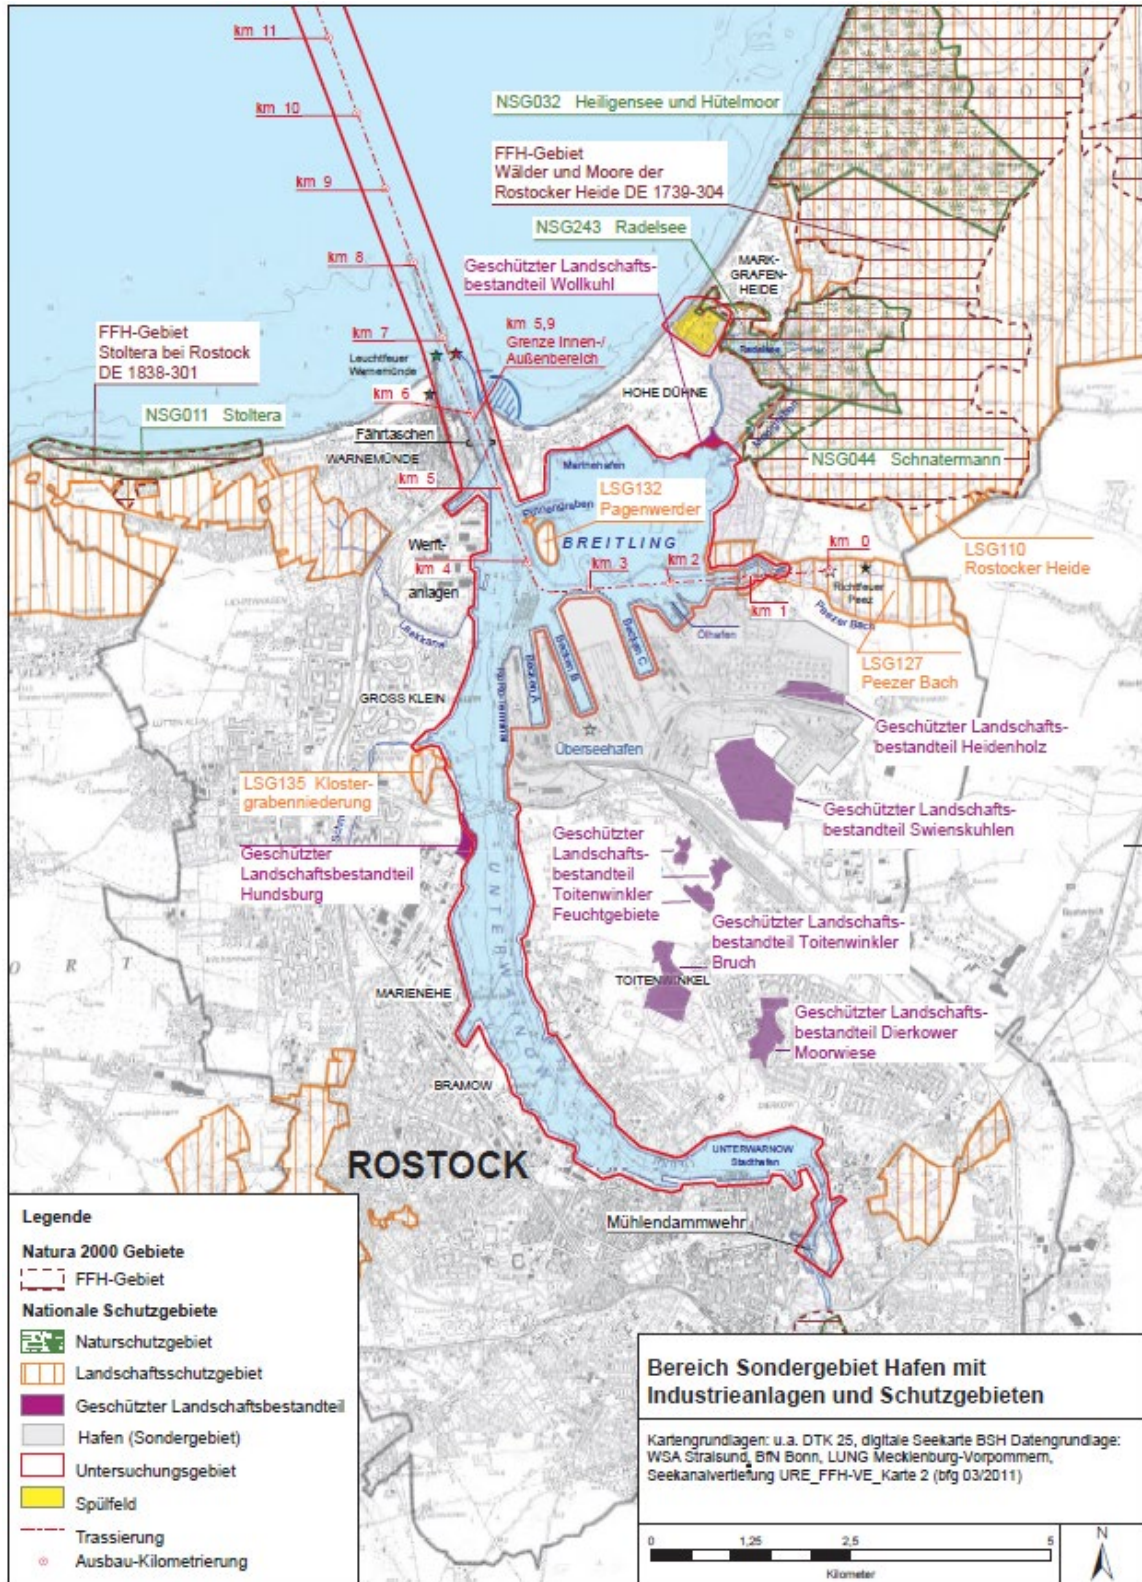 km 11
km 10
NSG032 Heiligensee und Hütelmoor
FFH-Gebiet
Wälder und Moore der
Rostocker Heide DE 1739-304
km 9
NSG243 Radelsee
km 8
Geschützter Landschafts-
bestandteil Wollkuhl
MARK-
GRAFEN-
HEIDE
FFH-Gebiet
Stoltera bei Rostock
DE 1838-301
km 7
km 5,9
Grenze Innen-/
Außenbereich
Leuchtfeuer
Warnemünde
Radelsee
km 6
HOHE DÜHNE
NSG011 Stoltera
Fährtaschen
WARNEMÜNDE
Marinehafen
NSG044 Schnatermann
km 5
LSG132
Pagenwerder
BREITLING
Werft-
anlagen
km 4
km 3
km 2
km 0
km 1
LSG110
Rostocker Heide
Richtfeuer
Peez
Peezer Bach
Ölhafen
LSG127
Peezer Bach
Becken A
Becken B
Becken C
GROSS KLEIN
Überseehafen
Geschützter Landschafts-
bestandteil Heidenholz
LSG135 Kloster-
grabenniederung
Geschützter Landschafts-
bestandteil Swienskuhlen
Geschützter
Landschaftsbestandteil
Hundsburg
Geschützter
Landschafts-
bestandteil
Toitenwinkler
Feuchtgebiete
UNTERWARNOW
Geschützter Landschafts-
bestandteil Toitenwinkler
Bruch
TOITENWINKEL
MARIENEHE
Geschützter Landschafts-
bestandteil Dierkower
Moorwiese
BRAMOW
DIERKOW
ROSTOCK
UNTERWARNOW
Stadthafen
Mühlendammwehr
Legende
Natura 2000 Gebiete
FFH-Gebiet
Nationale Schutzgebiete
Naturschutzgebiet
Landschaftsschutzgebiet
Geschützter Landschaftsbestandteil
Hafen (Sondergebiet)
Untersuchungsgebiet
Spülfeld
Trassierung
Ausbau-Kilometrierung
Bereich Sondergebiet Hafen mit
Industrieanlagen und Schutzgebieten
Kartengrundlagen: u.a. DTK 25, digitale Seekarte BSH Datengrundlage:
WSA Stralsund, BfN Bonn, LUNG Mecklenburg-Vorpommern,
Seekanalvertiefung URE_FFH-VE_Karte 2 (bfg 03/2011)
0 1,25 2,5 5
Kilometer
N